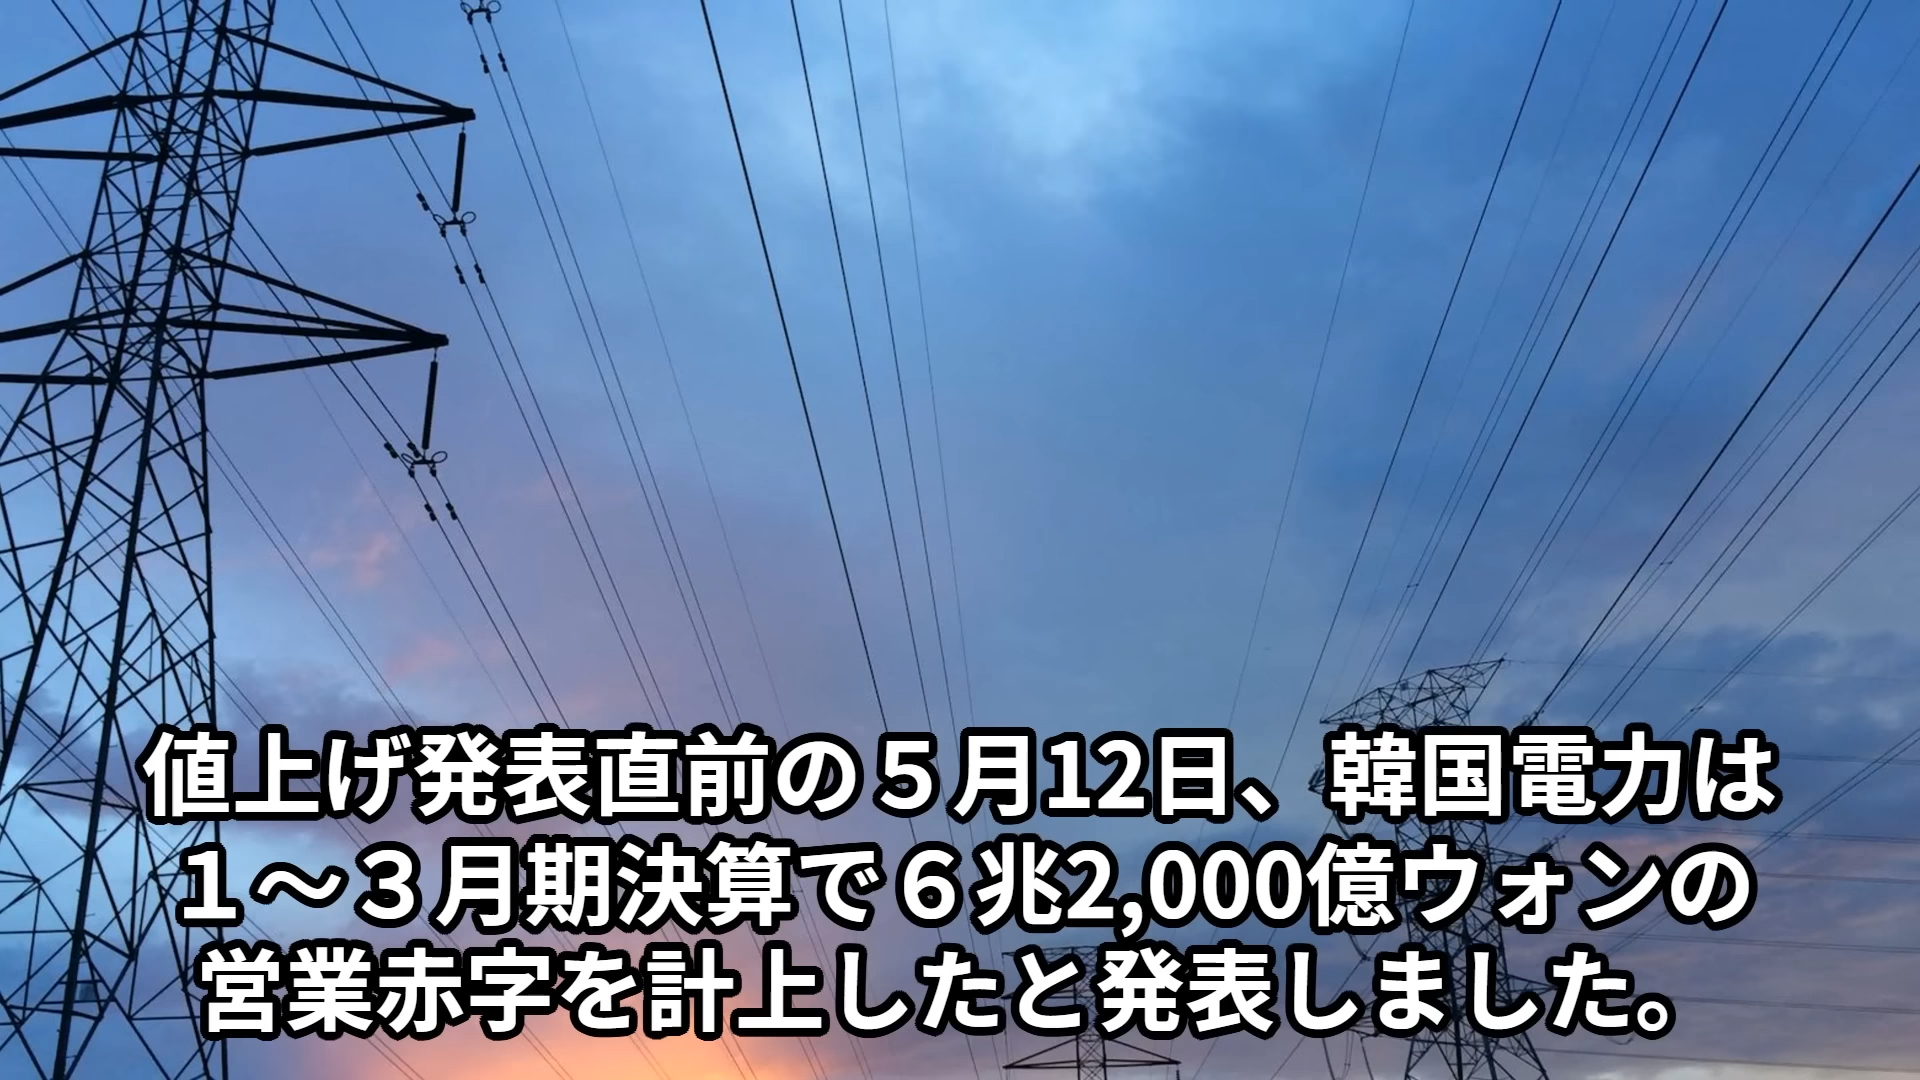 値上げ発表直前の５月12日、韓国電力は
１～３月期決算で６兆2,000億ウォンの
営業赤字を計上したと発表しました。